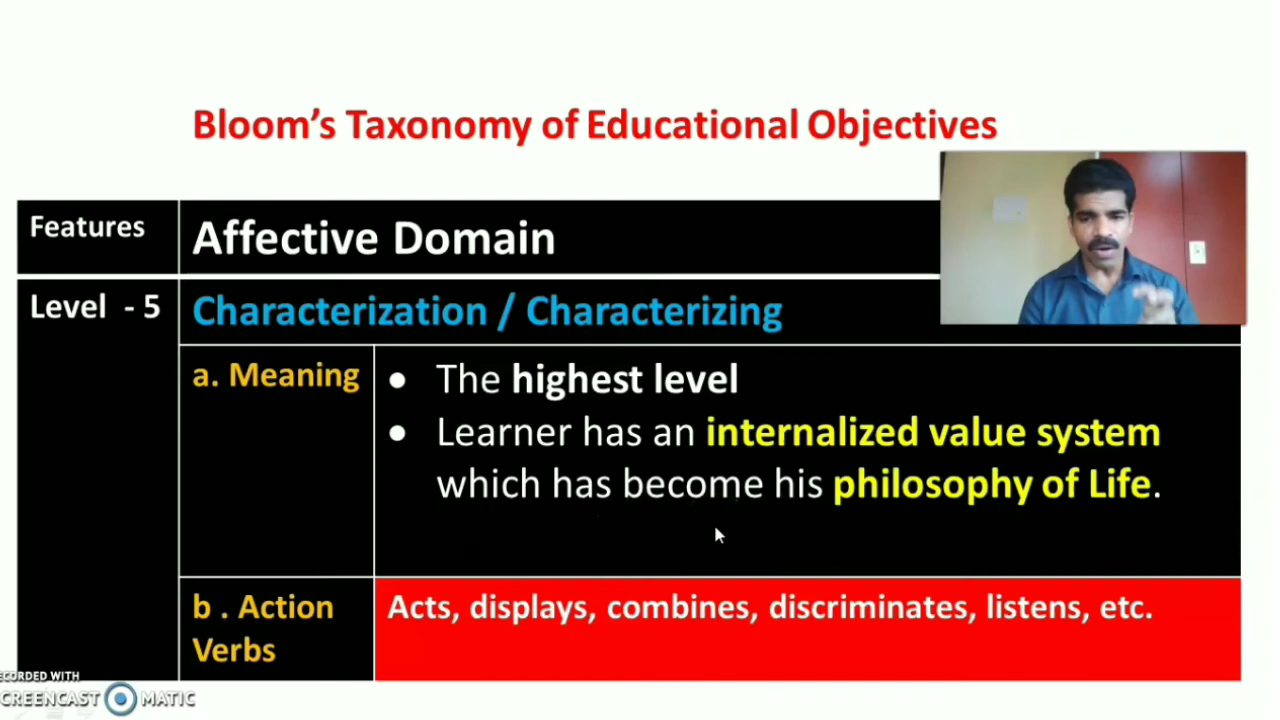 Bloom's Taxonomy of Educational Objectives
Features
Affective Domain
Level - 5
Characterization / Characterizing
a. Meaning
• The highest level
• Learner has an internalized value system
which has become his philosophy of Life.
b . Action
Verbs
Acts, displays, combines, discriminates, listens, etc.
ECORDED WITH
CREENCAST MATIC